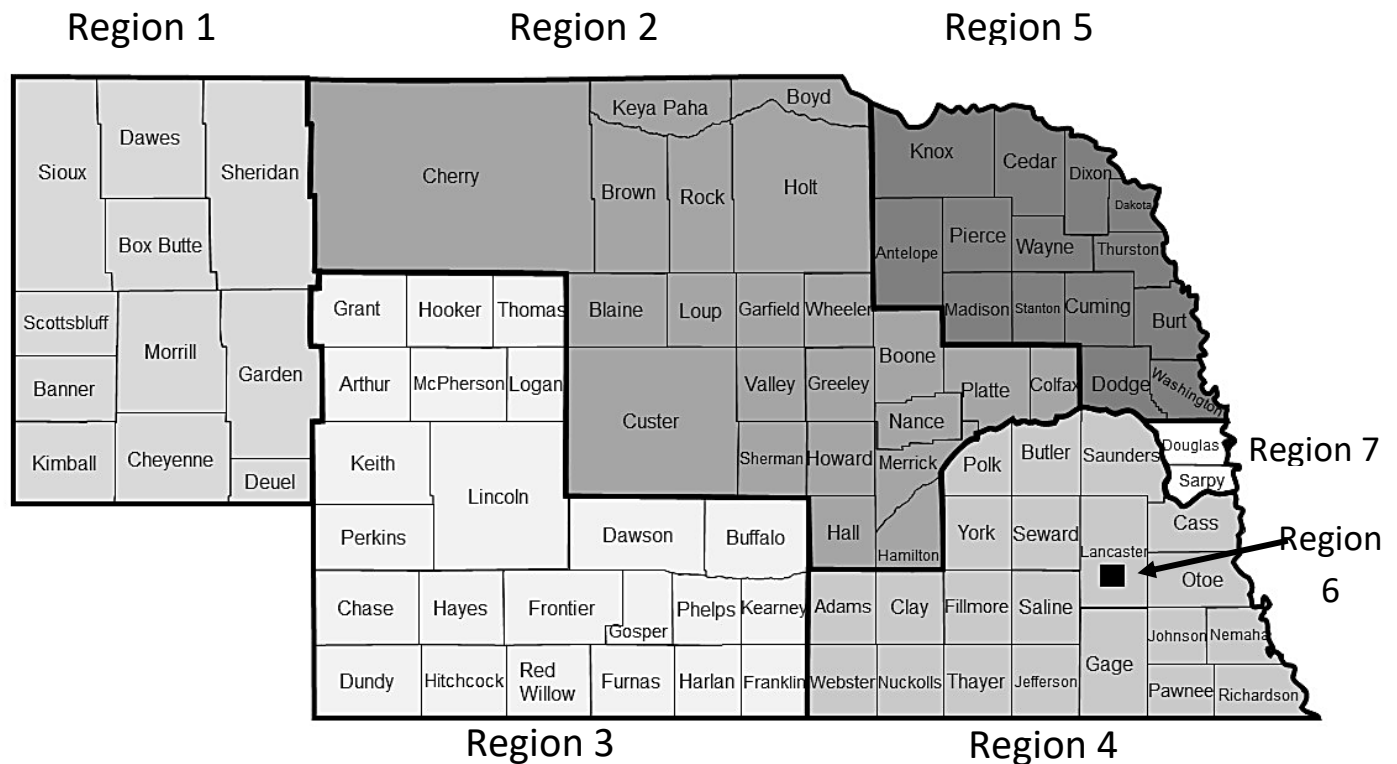 Region 1
Region 2
Region 5
Keya Paha
Boyd
Dawes
Knox
Cedar
Sioux
Sheridan
Cherry
Brown
Rock
Holt
Dixon
Dakota
Box Butte
Antelope
Pierce
Wayne
Thurston
Scottsbluff
Grant
Hooker
Thomas
Blaine
Loup
Garfield
Wheeler
Madison
Stanton
Cuming
Burt
Morrill
Garden
Boone
Banner
Arthur
McPherson
Logan
Valley
Greeley
Platte
Colfax
Dodge
Washington
Custer
Nance
Kimball
Cheyenne
Keith
Sherman
Howard
Merrick
Polk
Butler
Saunders
Douglas
Region 7
Deuel
Lincoln
Sarpy
Perkins
Dawson
Buffalo
Hall
Hamilton
York
Seward
Lancaster
Cass
Region
6
Otoe
Chase
Hayes
Frontier
Gosper
Phelps
Kearney
Adams
Clay
Fillmore
Saline
Johnson
Nemaha
Dundy
Hitchcock
Red
Willow
Furnas
Harlan
Franklin
Webster
Nuckolls
Thayer
Jefferson
Gage
Pawnee
Richardson
Region 3
Region 4